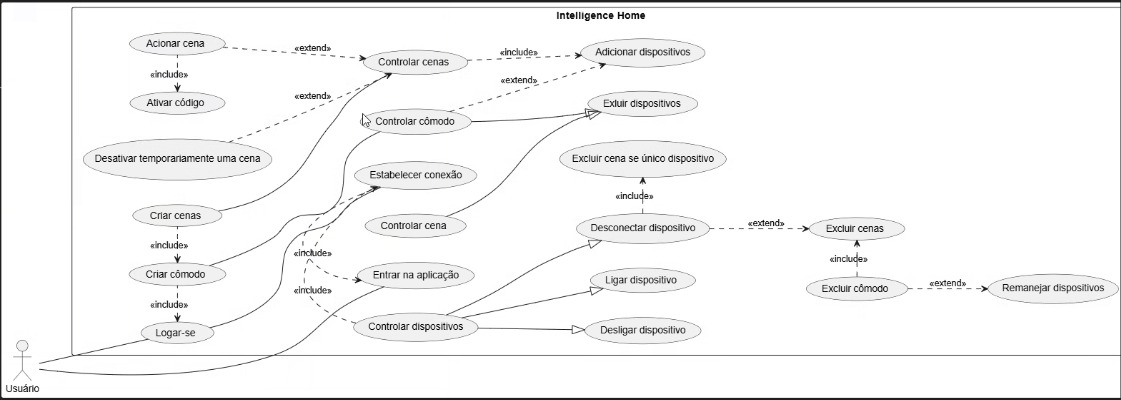 Intelligence Home
Acionar cena
«extend»
Controlar cenas
«include»
Adicionar dispositivos
«include»
«extend»
«extend»
Ativar código
Exluir dispositivos
Controlar cômodo
Desativar temporariamente uma cena
Excluir cena se único dispositivo
Estabelecer conexão
«include»
Criar cenas
Controlar cena
Desconectar dispositivo
«extend»
Excluir cenas
«include»
«include»
«include»
Criar cômodo
Entrar na aplicação
Ligar dispositivo
Excluir cômodo
«extend»
Remanejar dispositivos
«include»
«include»
Logar-se
Controlar dispositivos
Desligar dispositivo
Usuário